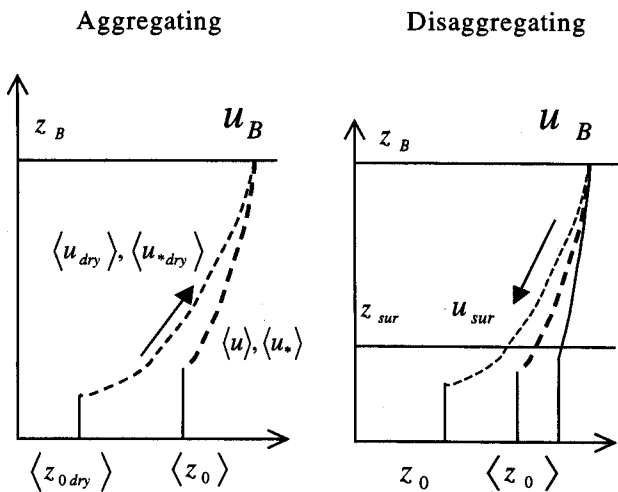 Aggregating
z_B
u_B
⟨u_dry⟩, ⟨u_*dry⟩
⟨u⟩, ⟨u_*⟩
⟨z_0dry⟩
⟨z_0⟩
Disaggregating
z_B
u_B
z_sur
u_sur
z_0
⟨z_0⟩